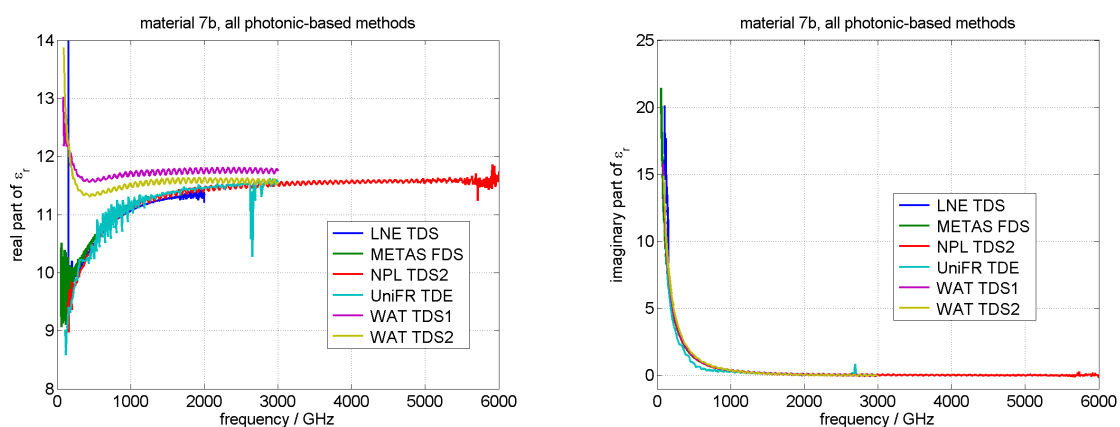 material 7b, all photonic-based methods
14
13
12
11
10
9
8
real part of εr
LNE TDS
METAS FDS
NPL TDS2
UniFR TDE
WAT TDS1
WAT TDS2
0 1000 2000 3000 4000 5000 6000
frequency / GHz
material 7b, all photonic-based methods
25
20
15
10
5
0
imaginary part of εr
LNE TDS
METAS FDS
NPL TDS2
UniFR TDE
WAT TDS1
WAT TDS2
0 1000 2000 3000 4000 5000 6000
frequency / GHz